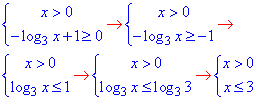 { x > 0 → { x > 0 →
{ −log₃ x + 1 ≥ 0 { −log₃ x ≥ −1
{ x > 0 → { x > 0 → { x > 0
{ log₃ x ≤ 1 { log₃ x ≤ log₃ 3 { x ≤ 3